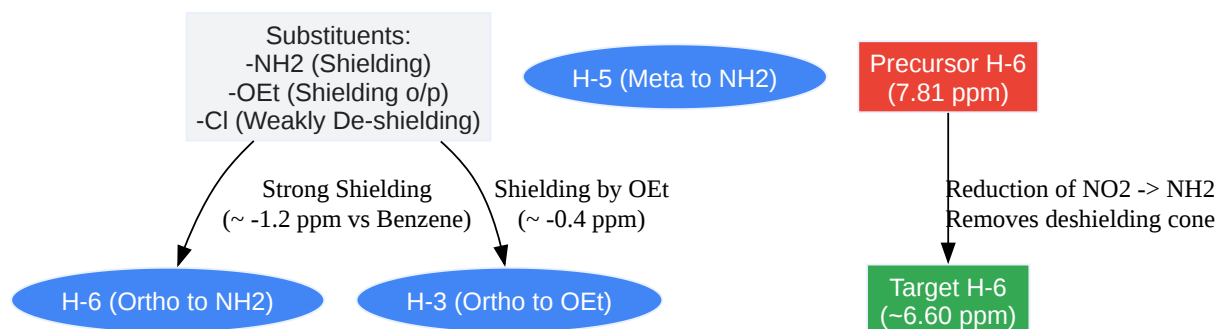 Substituents:
-NH2 (Shielding)
-OEt (Shielding o/p)
-Cl (Weakly De-shielding)
H-5 (Meta to NH2)
Precursor H-6
(7.81 ppm)
Strong Shielding
(~ -1.2 ppm vs Benzene)
Shielding by OEt
(~ -0.4 ppm)
Reduction of NO2 -> NH2
Removes deshielding cone
H-6 (Ortho to NH2)
H-3 (Ortho to OEt)
Target H-6
(~6.60 ppm)